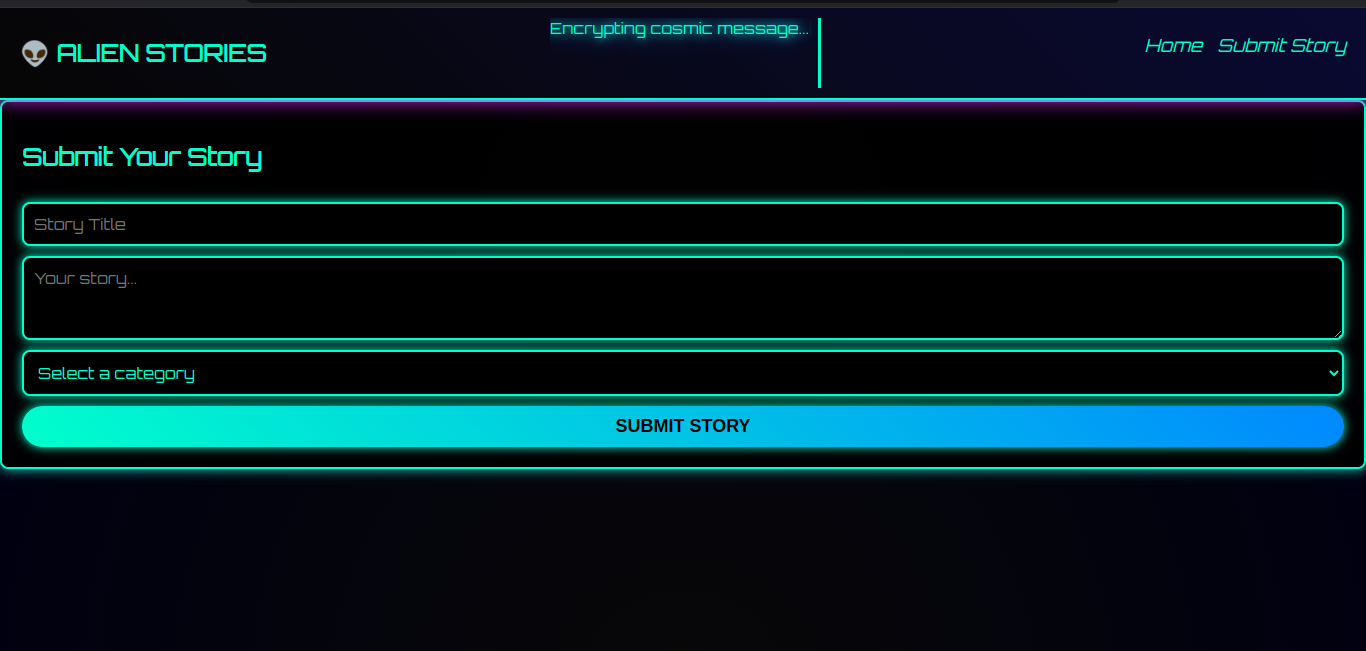 👽 ALIEN STORIES
Encrypting cosmic message...
Home Submit Story
Submit Your Story
Story Title
Your story...
Select a category
SUBMIT STORY